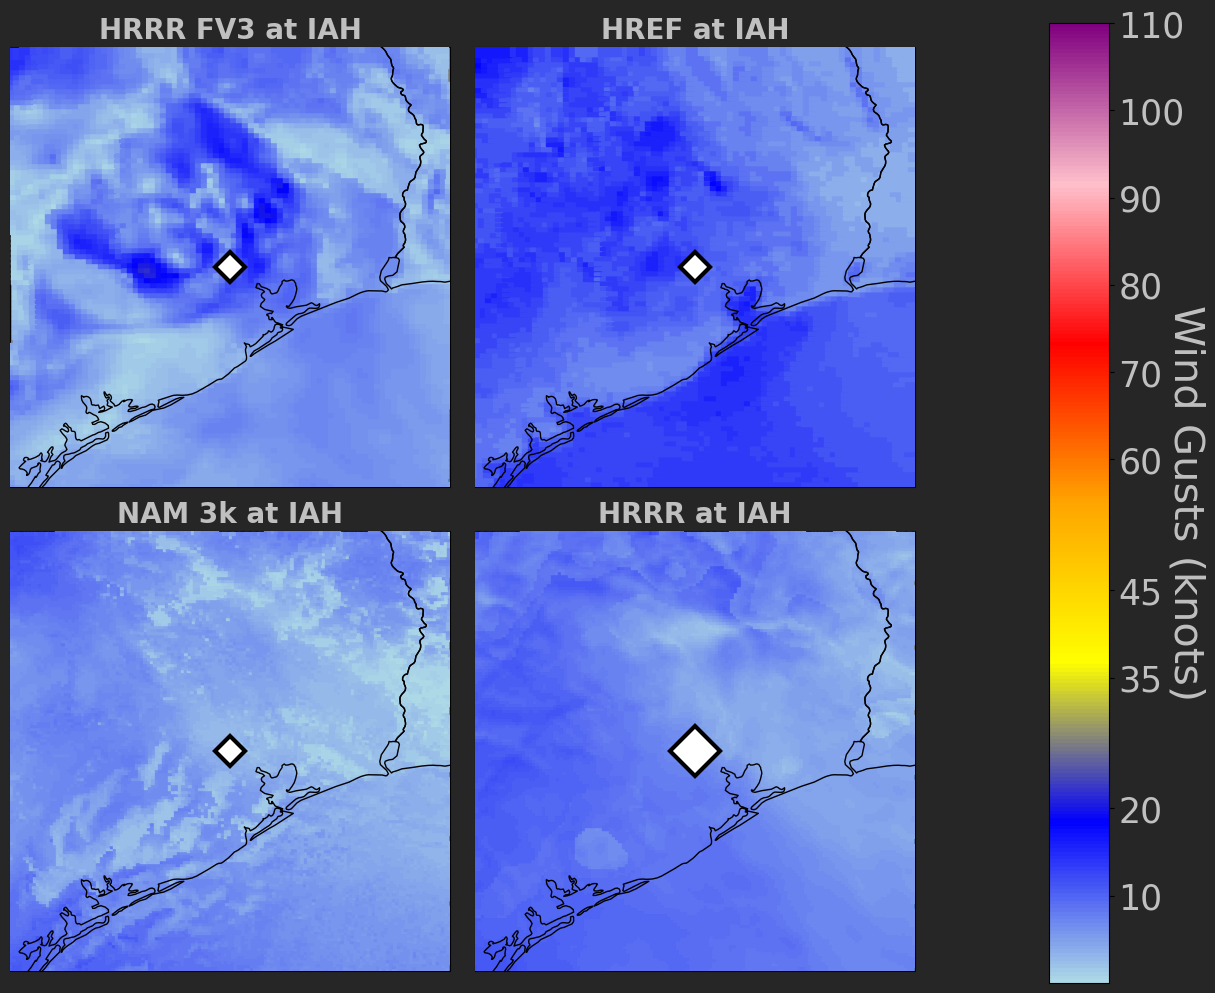 HRRR FV3 at IAH
HREF at IAH
NAM 3k at IAH
HRRR at IAH
110
100
90
80
70
60
45
35
20
10
Wind Gusts (knots)